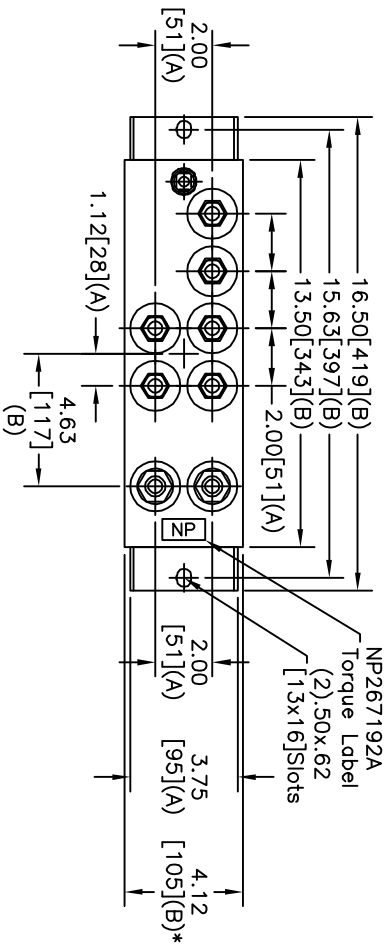 2.00
[51](A)
16.50[419](B)
15.63[397](B)
13.50[343](B)
2.00[51](A)
1.12[28](A)
4.63
[117]
(B)
NP
NP267192A
Torque Label
(2).50x.62
[13x16]Slots
2.00
[51](A)
3.75
[95](A)
4.12
[105](B)*